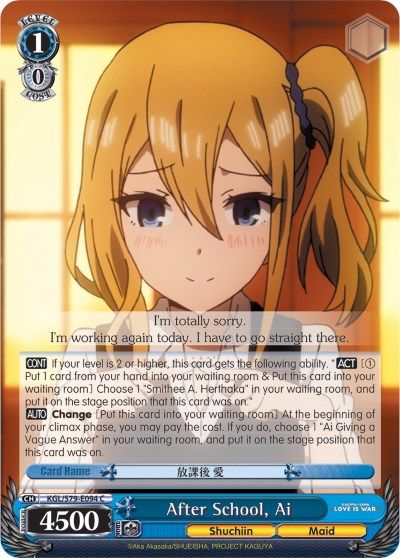 LEVEL
1
0
COST
I'm totally sorry.
I'm working again today. I have to go straight there.
CONT If your level is 2 or higher, this card gets the following ability. "ACT [①
Put 1 card from your hand into your waiting room & Put this card into your
waiting room] Choose 1 "Smithee A. Herthaka" in your waiting room, and
put it on the stage position that this card was on."
AUTO Change [Put this card into your waiting room] At the beginning of
your climax phase, you may pay the cost. If you do, choose 1 "Ai Giving a
Vague Answer" in your waiting room, and put it on the stage position that
this card was on.
Card Name 放課後 愛
GH KGL/S79-E094 C
4500
After School, Ai
KAGUYA-SAMA
LOVE IS WAR
Shuchiin Maid
©Aka Akasaka/SHUEISHA, PROJECT KAGUYA